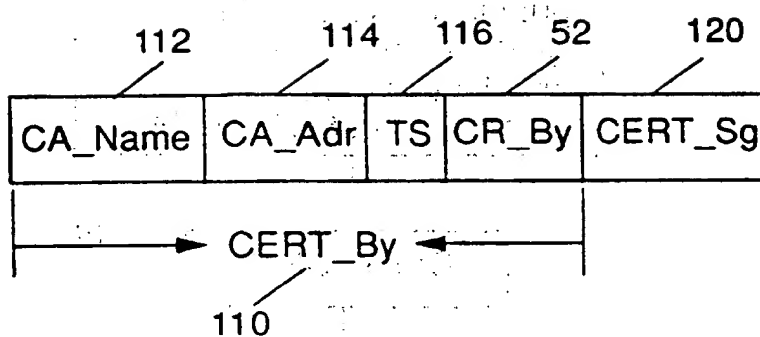 112 114 116 52 120
CA_Name CA_Adr TS CR_By CERT_Sg
CERT_By
110